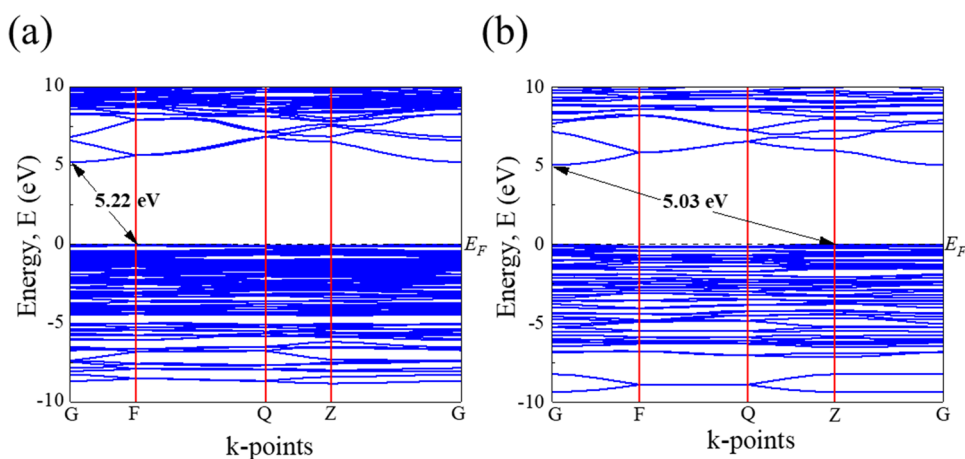 (a)
10
5
0
-5
-10
Energy, E (eV)
5.22 eV
E_F
G F Q Z G
k-points
(b)
10
5
0
-5
-10
Energy, E (eV)
5.03 eV
E_F
G F Q Z G
k-points